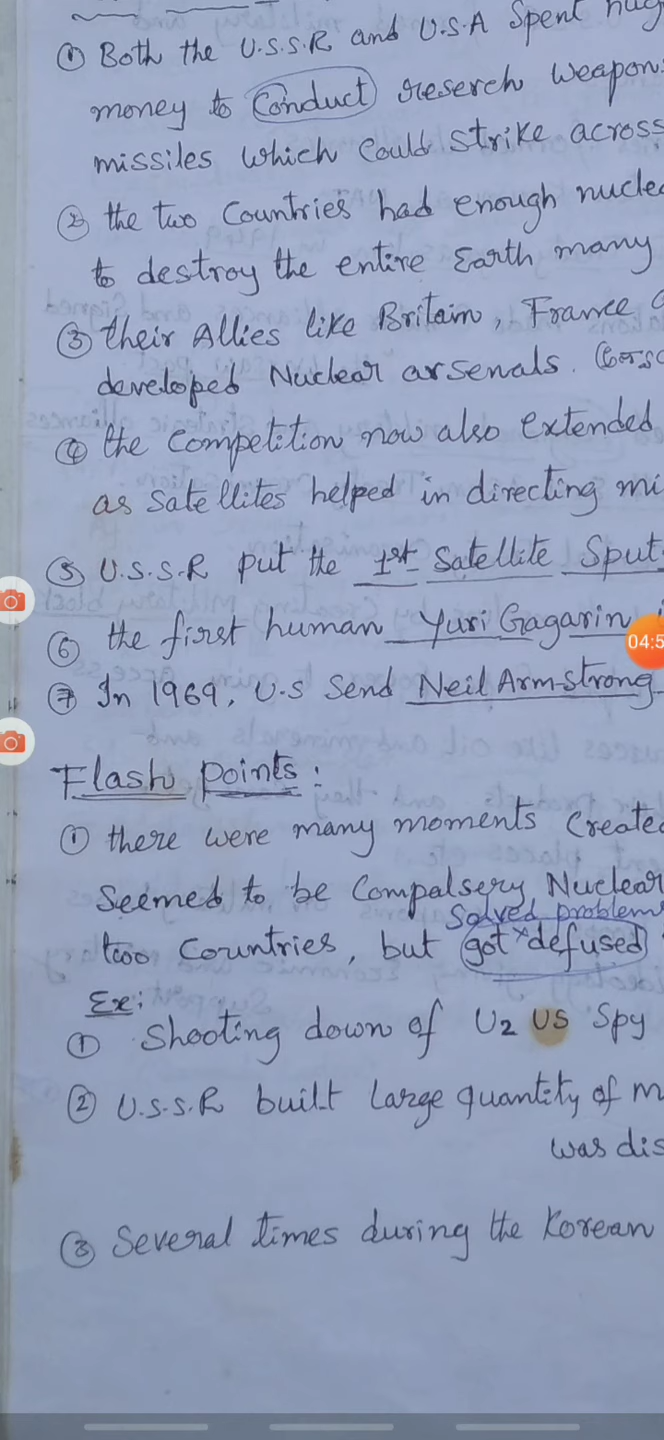 ① Both the U.S.S.R and U.S.A Spent
money to Conduct reserch weapon
missiles which Could Strike across
② the two Countries had enough nucle
to destroy the entire Earth many
③ their Allies like Britain, France
developed Nuclear arsenals.
④ the Competition now also extended
as Satellites helped in directing mi
⑤ U.S.S.R put the 1st Satellite Sput
⑥ the first human Yuri Gagarin
⑦ In 1969, U.S Send Neil Armstrong
04:5
Flash points:
① there were many moments Create
Seemed to be Compalsery Nuclear
Solved problem
two Countries, but got defused
Ex:
① Shooting down of U2 US Spy
② U.S.S.R built Large quantity of m
was dis
③ Several times during the Korean